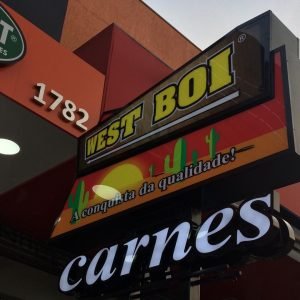 1782
WEST BOI ®
A conquista da qualidade!
carnes